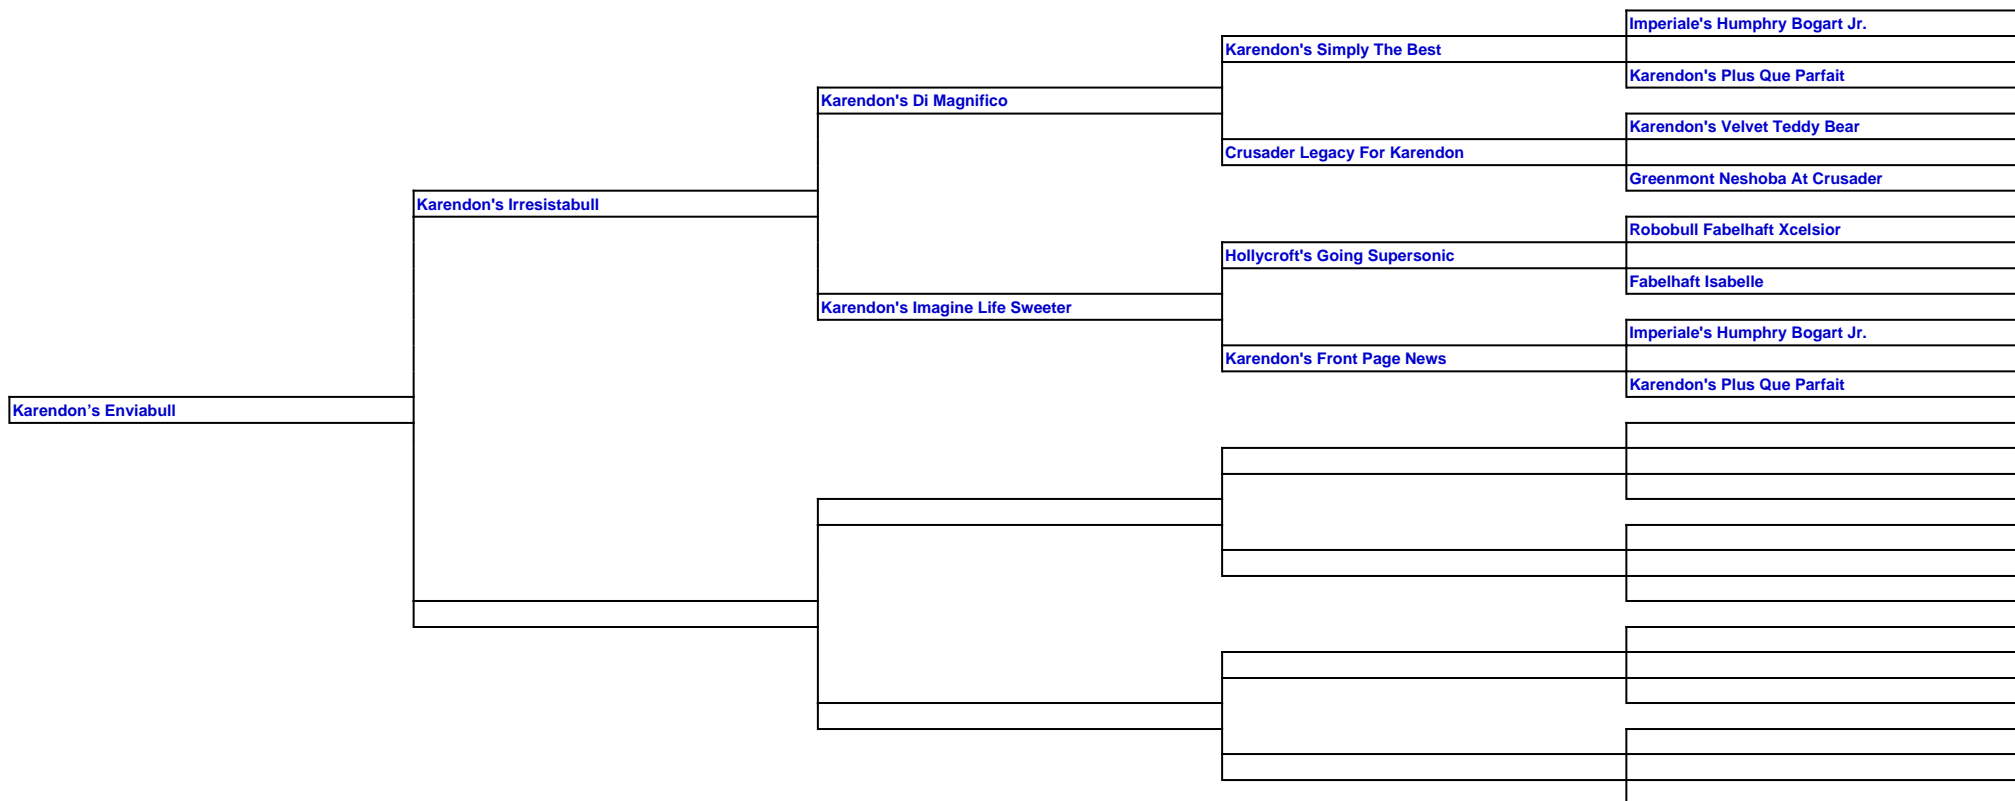 Imperiale's Humphry Bogart Jr.
Karendon's Simply The Best
Karendon's Plus Que Parfait
Karendon's Di Magnifico
Karendon's Velvet Teddy Bear
Crusader Legacy For Karendon
Greenmont Neshoba At Crusader
Karendon's Irresistabull
Robobull Fabelhaft Xcelsior
Hollycroft's Going Supersonic
Fabelhaft Isabelle
Karendon's Imagine Life Sweeter
Imperiale's Humphry Bogart Jr.
Karendon's Front Page News
Karendon's Plus Que Parfait
Karendon’s Enviabull